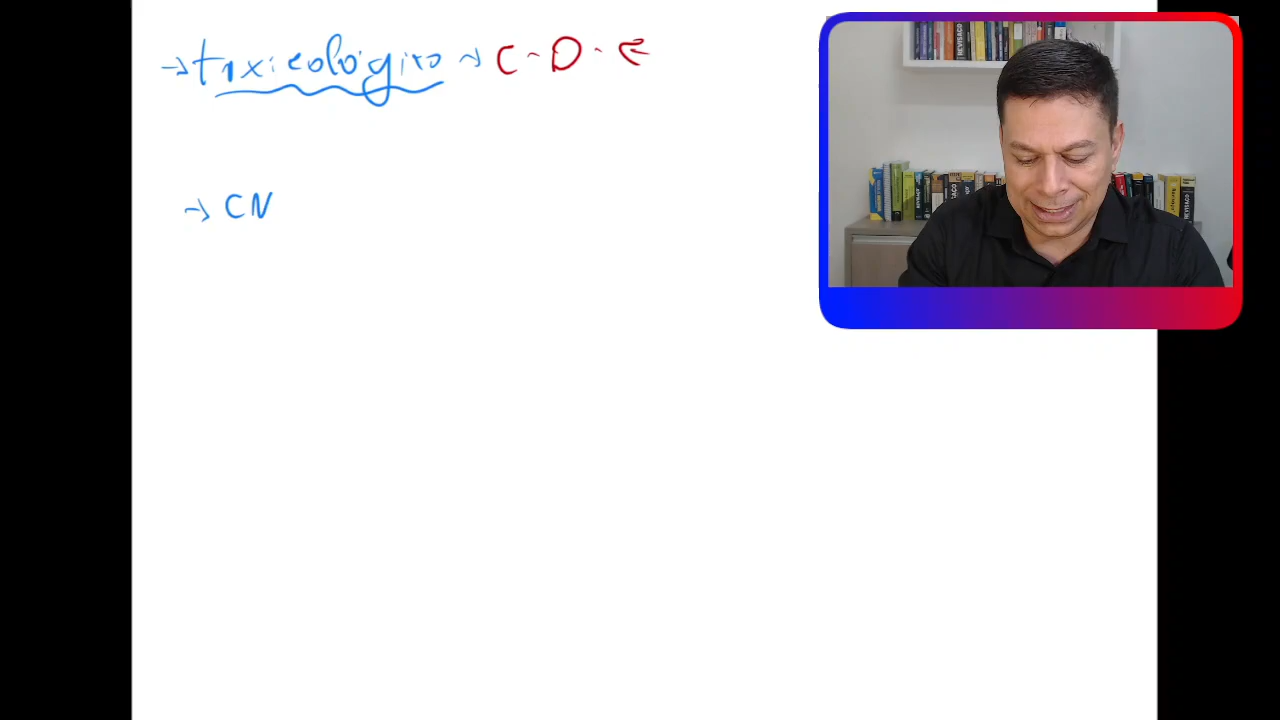 → toxicológico → C - D - E
→ CN